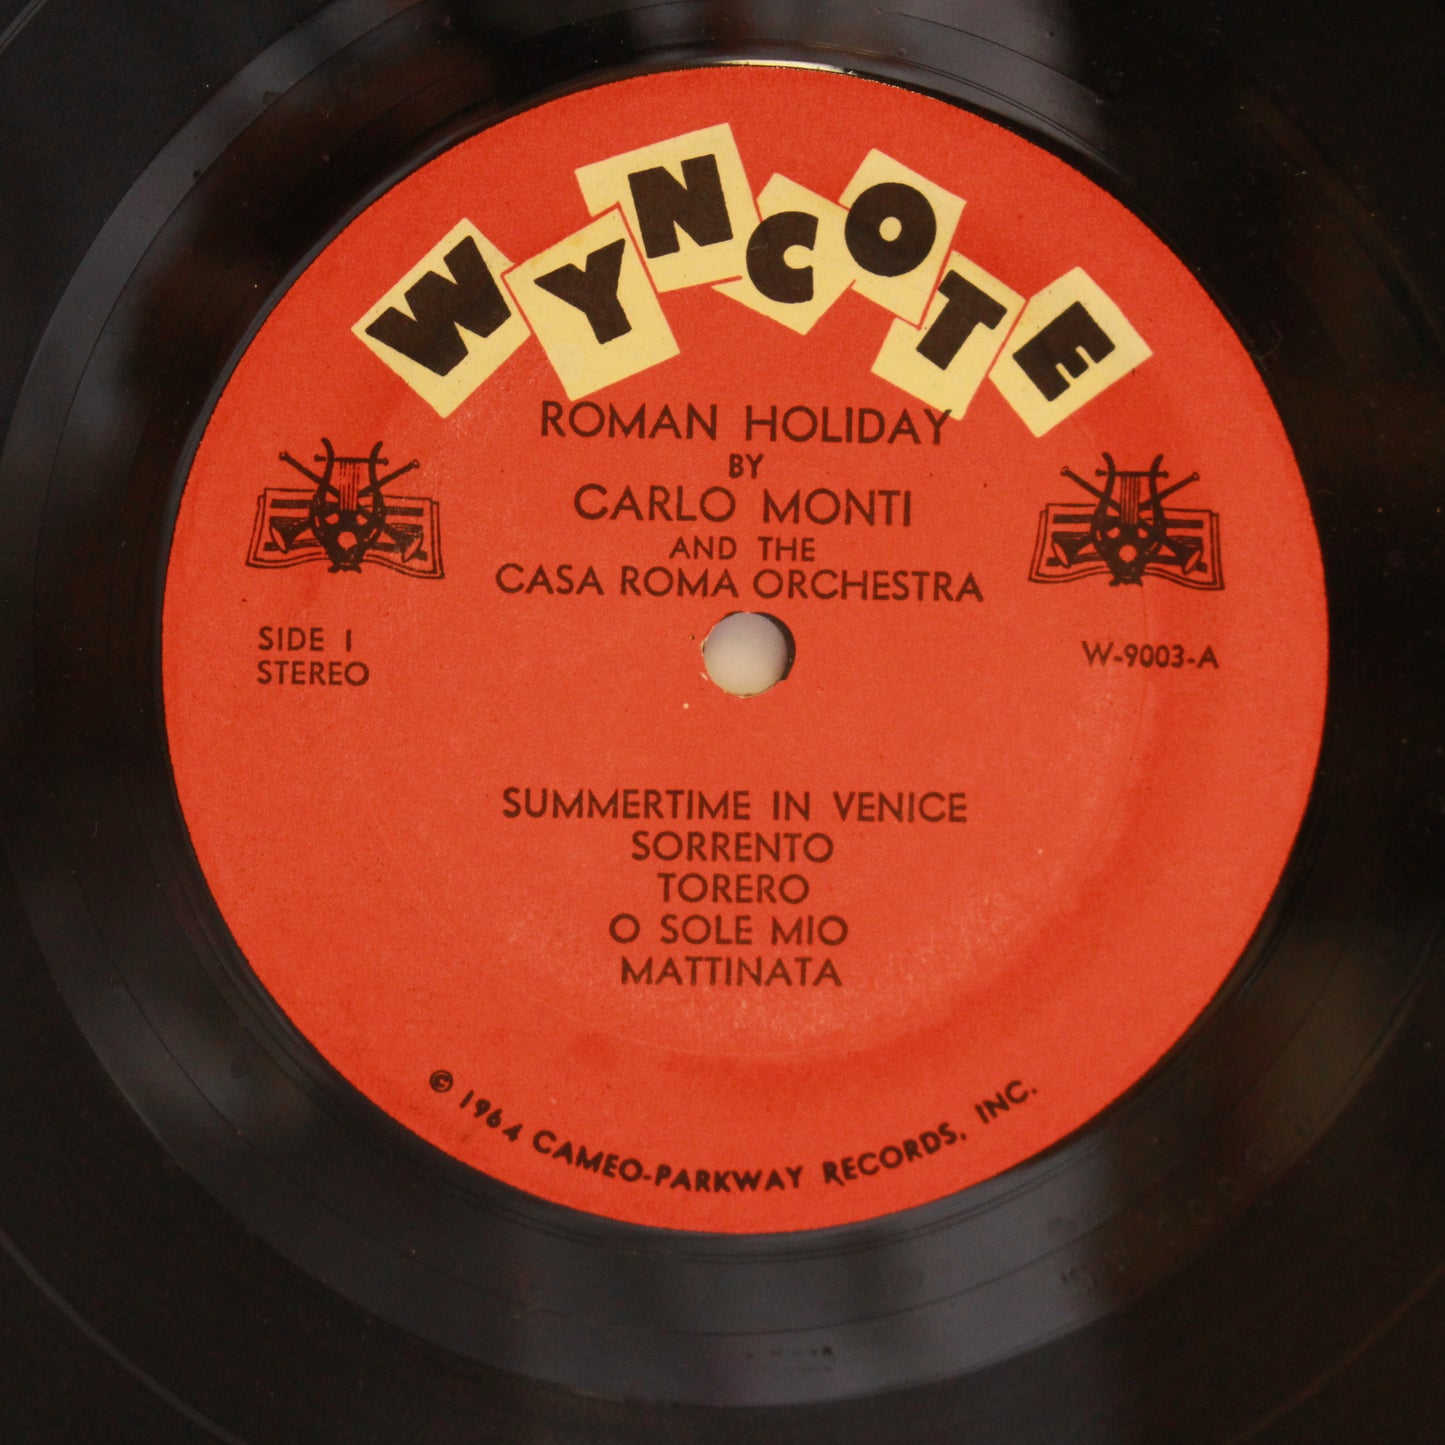 WYNCOTE
ROMAN HOLIDAY
BY
CARLO MONTI
AND THE
CASA ROMA ORCHESTRA
SIDE 1
STEREO
W-9003-A
SUMMERTIME IN VENICE
SORRENTO
TORERO
O SOLE MIO
MATTINATA
© 1964 CAMEO-PARKWAY RECORDS, INC.